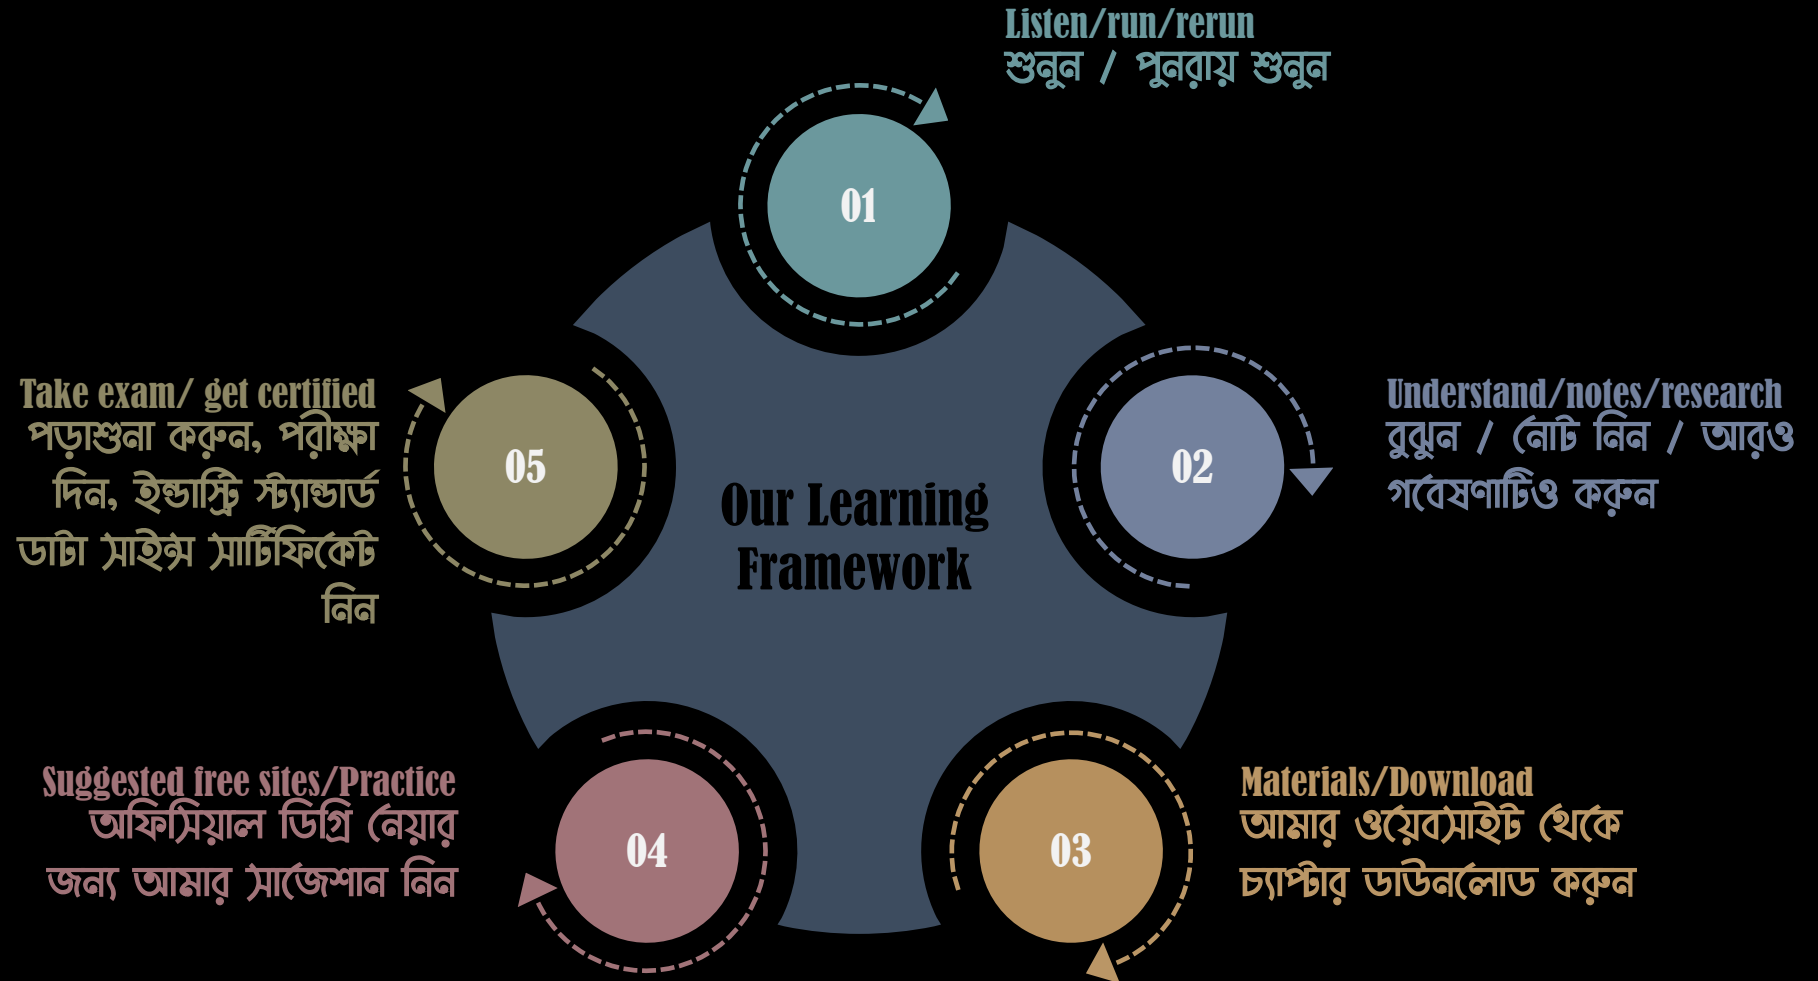 Listen/run/rerun
শুনুন / পুনরায় শুনুন
01
Understand/notes/research
বুঝুন / নোট নিন / আরও
গবেষণাটিও করুন
02
Materials/Download
আমার ওয়েবসাইট থেকে
চ্যাপ্টার ডাউনলোড করুন
03
Suggested free sites/Practice
অফিসিয়াল ডিগ্রি নেয়ার
জন্য আমার সাজেশান নিন
04
Take exam/ get certified
পড়াশুনা করুন, পরীক্ষা
দিন, ইন্ডাস্ট্রি স্ট্যান্ডার্ড
ডাটা সাইন্স সার্টিফিকেট
নিন
05
Our Learning
Framework